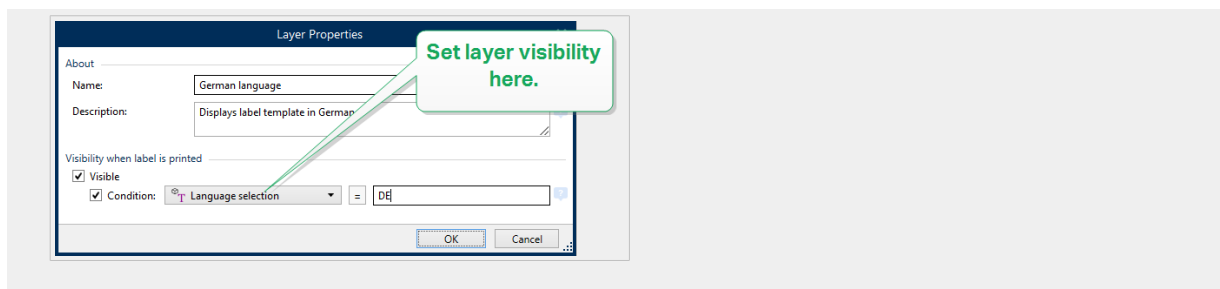 Layer Properties
Set layer visibility
here.
About
Name:
German language
Description:
Displays label template in German
Visibility when label is printed
Visible
Condition:
T Language selection
=
DE
OK
Cancel